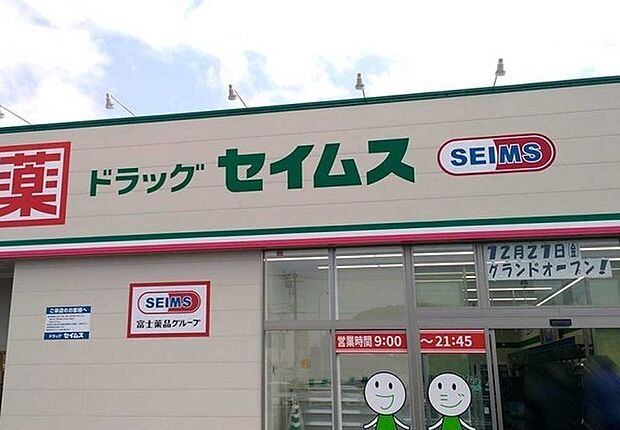 薬
ドラッグ セイムス
SEIMS
12月27日(金)
グランドオープン!
SEIMS
富士薬品グループ
ご来店のお客様へ
ドラッグ セイムス
営業時間 9:00 ～21:45